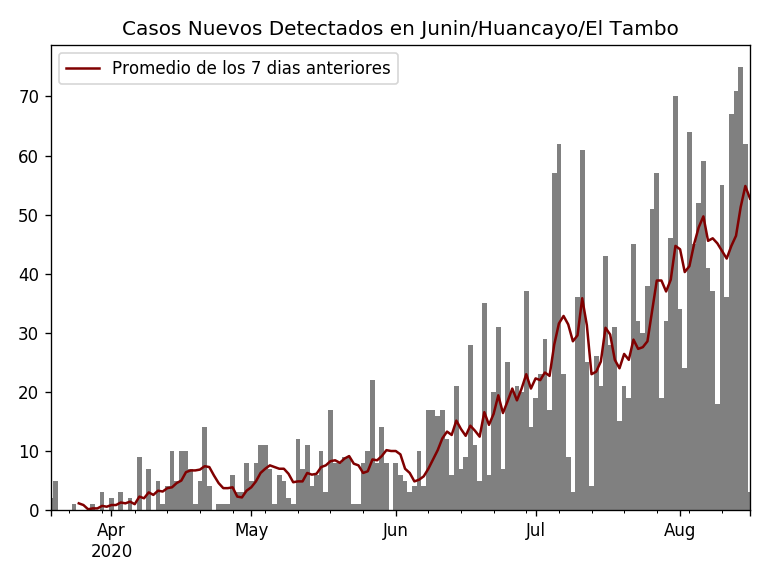 Casos Nuevos Detectados en Junin/Huancayo/El Tambo
Promedio de los 7 dias anteriores
70
60
50
40
30
20
10
0
Apr
2020
May
Jun
Jul
Aug